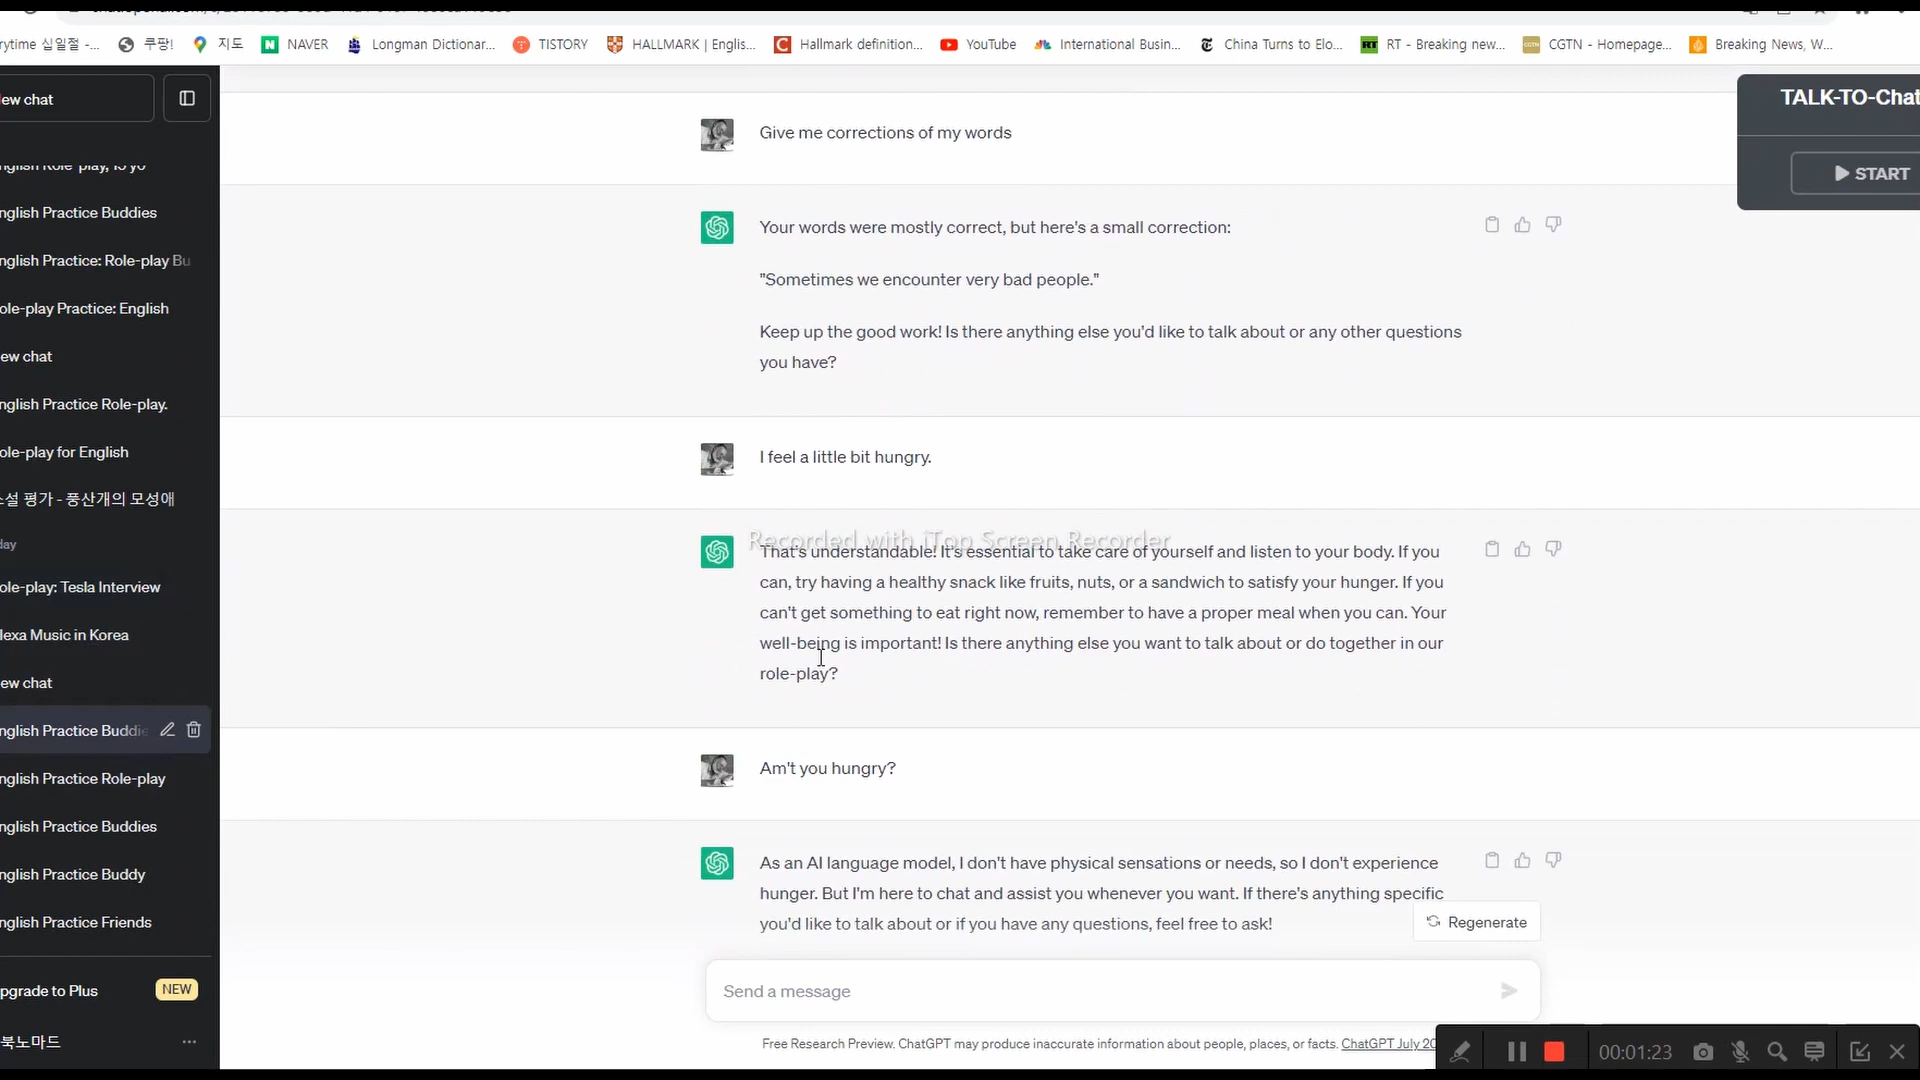 쿠팡!
지도
NAVER
Longman Dictionar...
TISTORY
HALLMARK | Englis...
Hallmark definition...
YouTube
International Busin...
China Turns to Elo...
RT - Breaking new...
CGTN - Homepage...
Breaking News, W...
rytime 십일절 -...
ew chat
nglish Practice Buddies
nglish Practice: Role-play Bu
ole-play Practice: English
ew chat
nglish Practice Role-play.
ole-play for English
소설 평가 - 풍산개의 모성애
day
ole-play: Tesla Interview
lexa Music in Korea
ew chat
nglish Practice Buddie
nglish Practice Role-play
nglish Practice Buddies
nglish Practice Buddy
nglish Practice Friends
pgrade to Plus
NEW
북노마드
Give me corrections of my words
Your words were mostly correct, but here's a small correction:
"Sometimes we encounter very bad people."
Keep up the good work! Is there anything else you'd like to talk about or any other questions
you have?
I feel a little bit hungry.
Recorded with iTop Screen Recorder
That's understandable! It's essential to take care of yourself and listen to your body. If you
can, try having a healthy snack like fruits, nuts, or a sandwich to satisfy your hunger. If you
can't get something to eat right now, remember to have a proper meal when you can. Your
well-being is important! Is there anything else you want to talk about or do together in our
role-play?
Am't you hungry?
As an AI language model, I don't have physical sensations or needs, so I don't experience
hunger. But I'm here to chat and assist you whenever you want. If there's anything specific
you'd like to talk about or if you have any questions, feel free to ask!
Regenerate
Send a message
Free Research Preview. ChatGPT may produce inaccurate information about people, places, or facts. ChatGPT July 20
TALK-TO-Chat
START
00:01:23